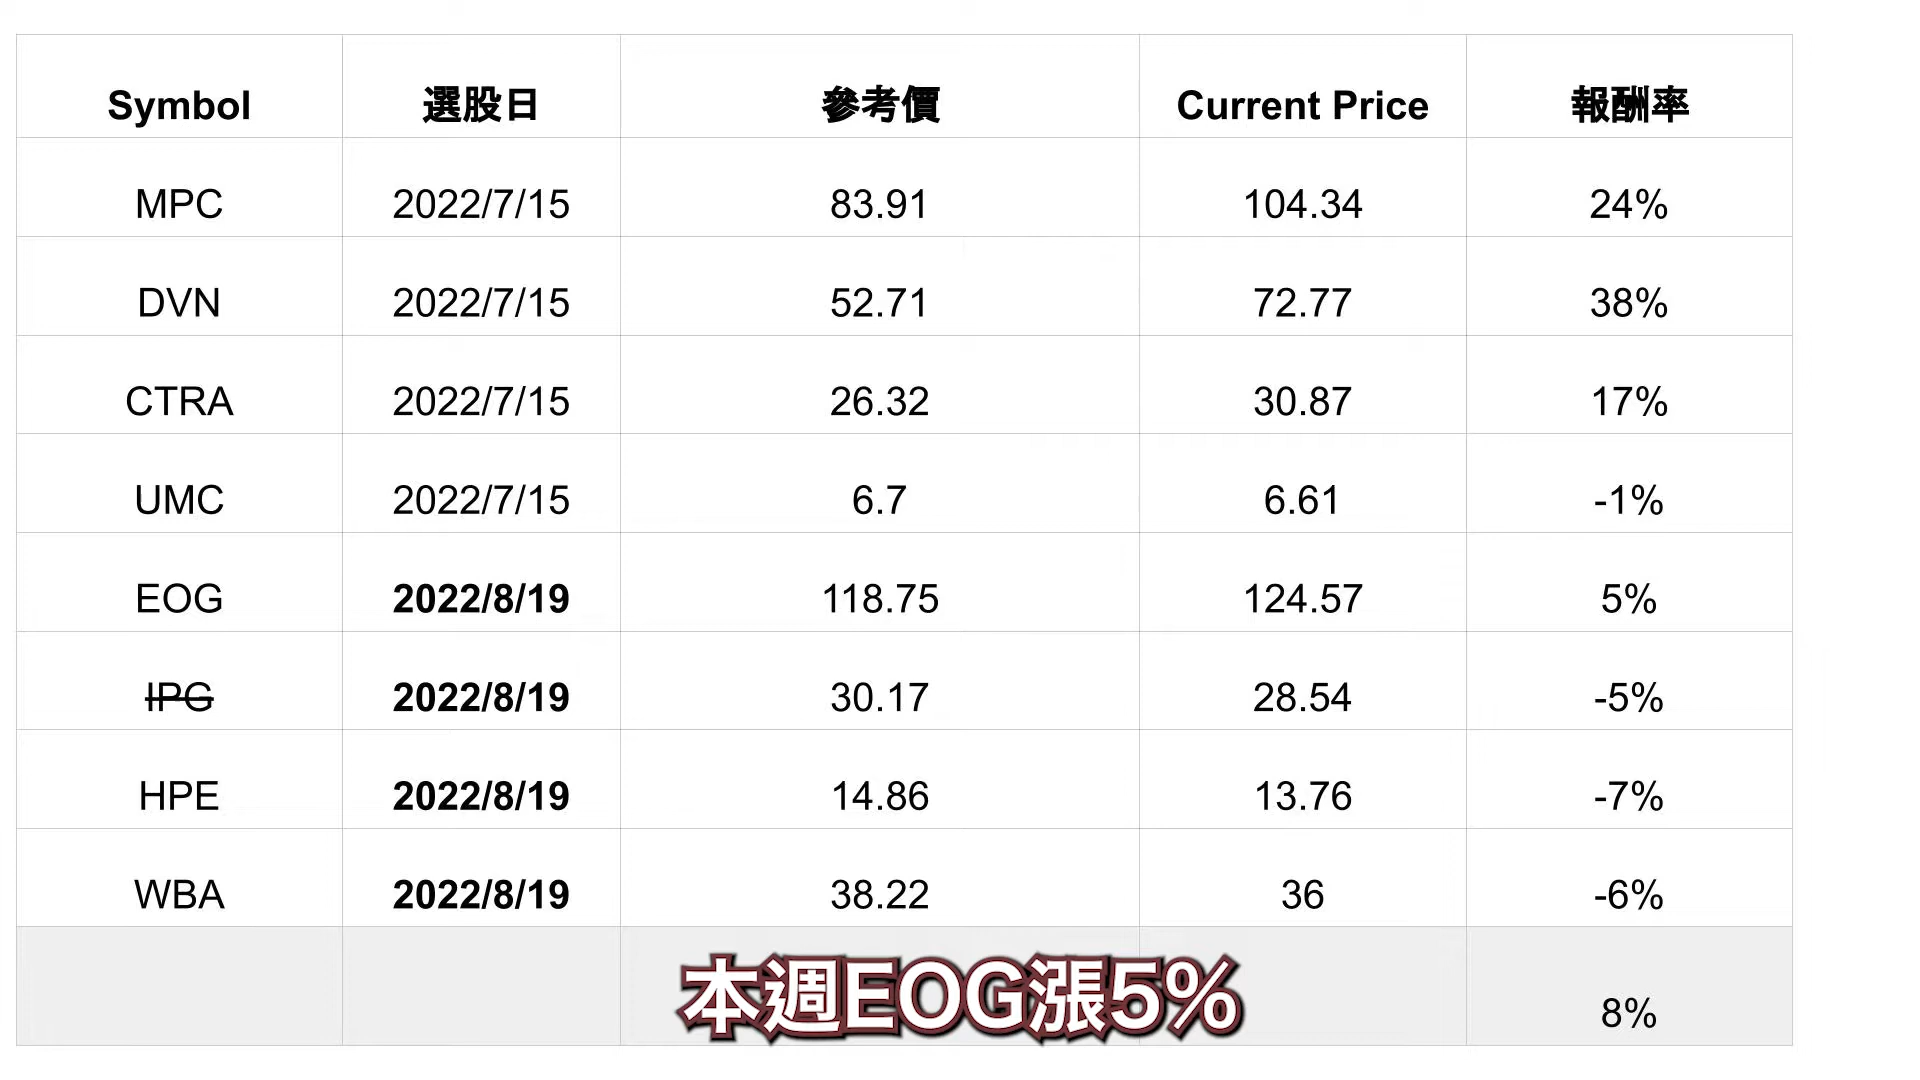 Symbol 選股日 參考價 Current Price 報酬率
MPC 2022/7/15 83.91 104.34 24%
DVN 2022/7/15 52.71 72.77 38%
CTRA 2022/7/15 26.32 30.87 17%
UMC 2022/7/15 6.7 6.61 -1%
EOG 2022/8/19 118.75 124.57 5%
IPG 2022/8/19 30.17 28.54 -5%
HPE 2022/8/19 14.86 13.76 -7%
WBA 2022/8/19 38.22 36 -6%
本週EOG漲5% 8%